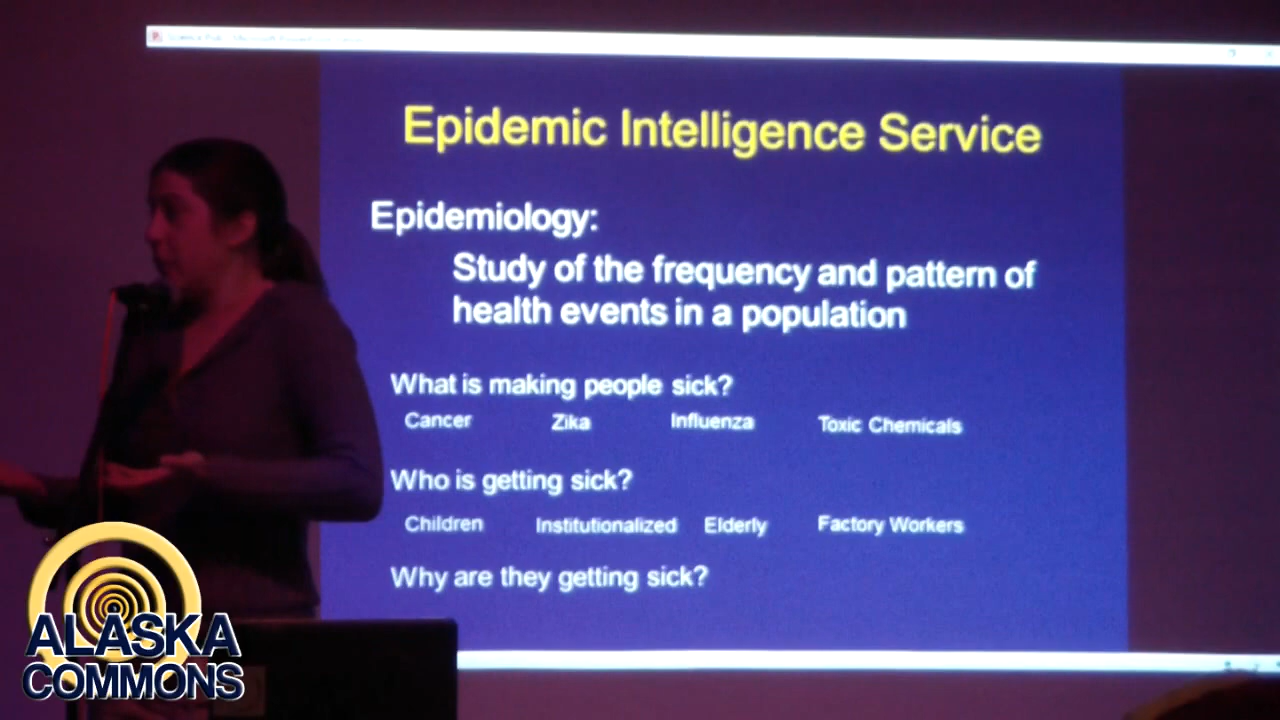 Epidemic Intelligence Service
Epidemiology:
Study of the frequency and pattern of
health events in a population
What is making people sick?
Cancer Zika Influenza Toxic Chemicals
Who is getting sick?
Children Institutionalized Elderly Factory Workers
Why are they getting sick?
ALASKA
COMMONS